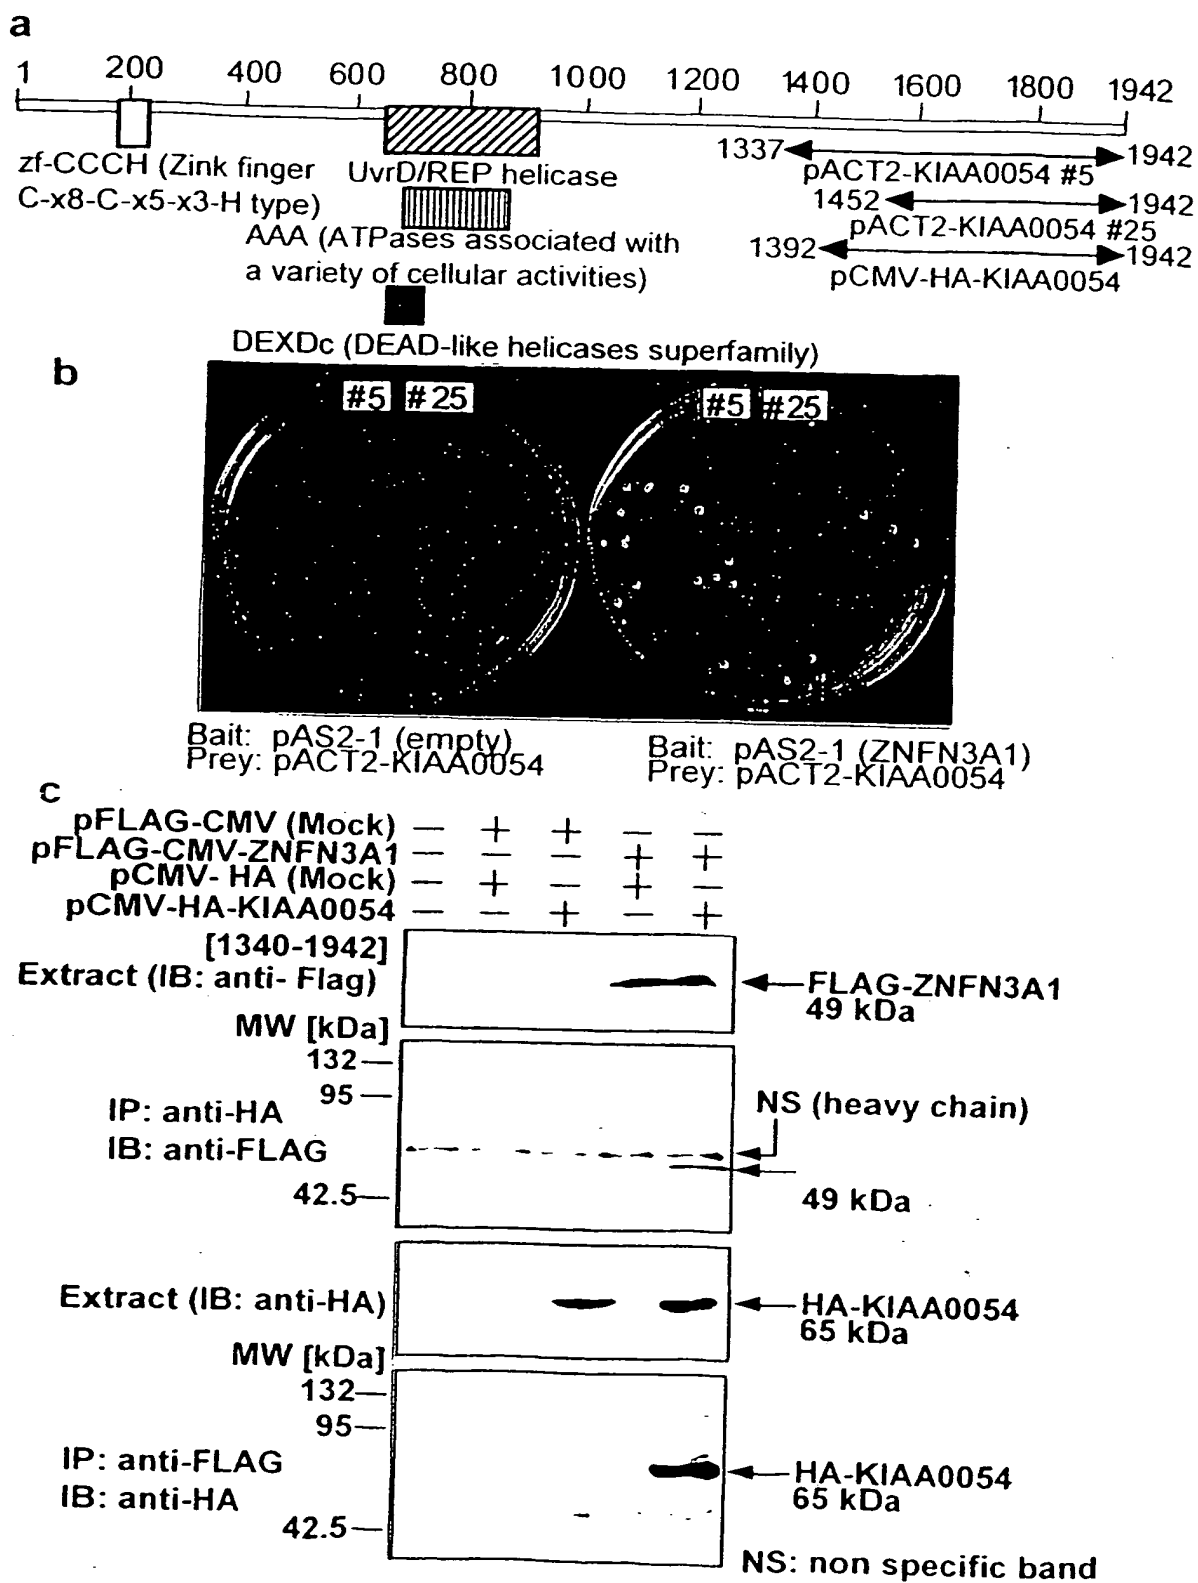 a
1 200 400 600 800 1000 1200 1400 1600 1800 1942
zf-CCCH (Zink finger
C-x8-C-x5-x3-H type)
UvrD/REP helicase
AAA (ATPases associated with
a variety of cellular activities)
DEXDc (DEAD-like helicases superfamily)
1337 1942
pACT2-KIAA0054 #5
1452 1942
pACT2-KIAA0054 #25
1392 1942
pCMV-HA-KIAA0054
b
#5 #25 #5 #25
Bait: pAS2-1 (empty)
Prey: pACT2-KIAA0054
Bait: pAS2-1 (ZNFN3A1)
Prey: pACT2-KIAA0054
c
pFLAG-CMV (Mock) — + + — —
pFLAG-CMV-ZNFN3A1 — — — + +
pCMV- HA (Mock) — + — + —
pCMV-HA-KIAA0054 — — + — +
[1340-1942]
Extract (IB: anti- Flag)
FLAG-ZNFN3A1
49 kDa
MW [kDa]
132
95
IP: anti-HA
IB: anti-FLAG
42.5
NS (heavy chain)
49 kDa
Extract (IB: anti-HA)
HA-KIAA0054
65 kDa
MW [kDa]
132
95
IP: anti-FLAG
IB: anti-HA
42.5
HA-KIAA0054
65 kDa
NS: non specific band